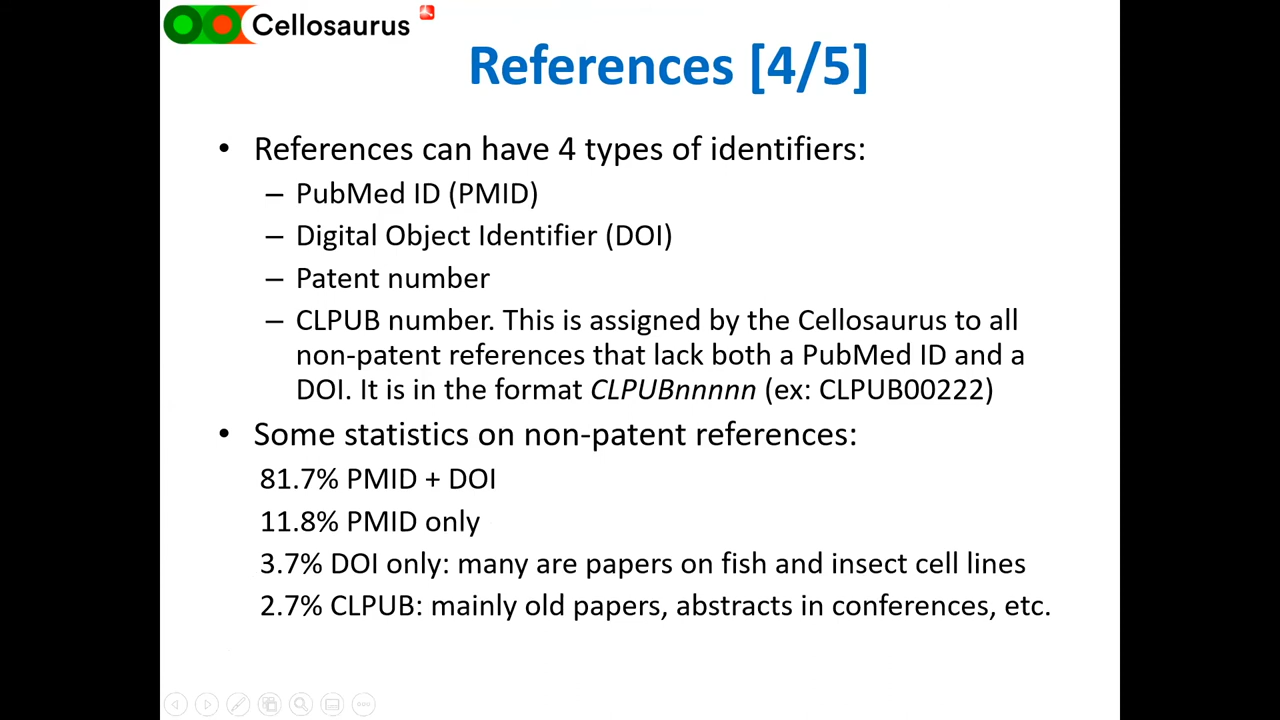 Cellosaurus
References [4/5]
• References can have 4 types of identifiers:
– PubMed ID (PMID)
– Digital Object Identifier (DOI)
– Patent number
– CLPUB number. This is assigned by the Cellosaurus to all
non-patent references that lack both a PubMed ID and a
DOI. It is in the format CLPUBnnnnn (ex: CLPUB00222)
• Some statistics on non-patent references:
81.7% PMID + DOI
11.8% PMID only
3.7% DOI only: many are papers on fish and insect cell lines
2.7% CLPUB: mainly old papers, abstracts in conferences, etc.